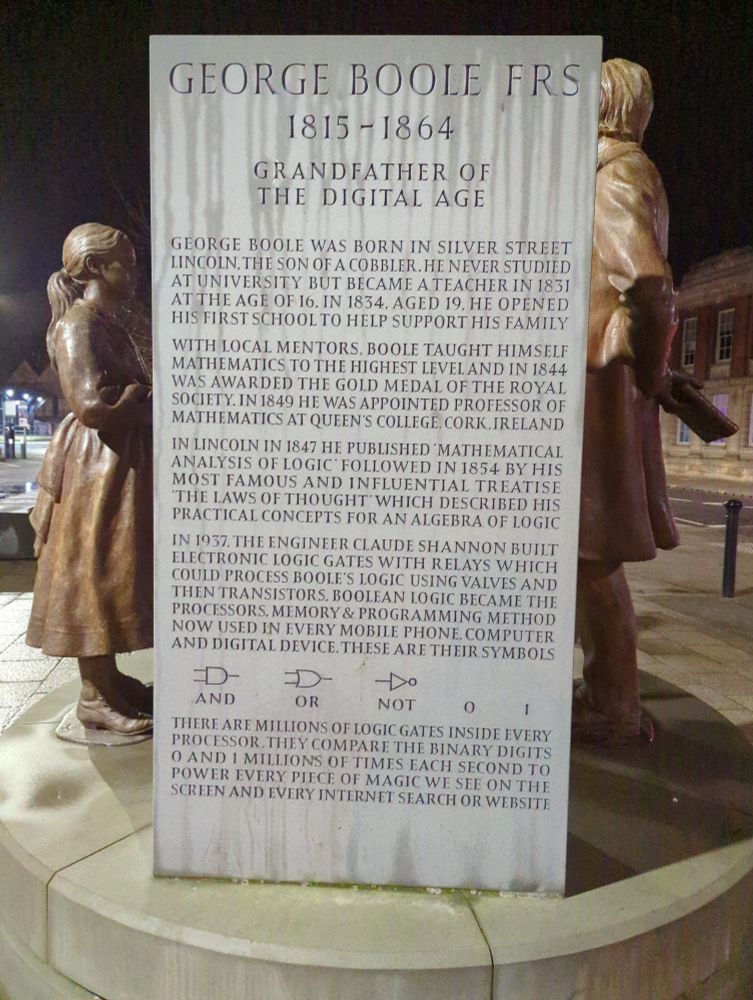 GEORGE BOOLE FRS
1815-1864
GRANDFATHER OF
THE DIGITAL AGE
GEORGE BOOLE WAS BORN IN SILVER STREET
LINCOLN, THE SON OF A COBBLER. HE NEVER STUDIED
AT UNIVERSITY BUT BECAME A TEACHER IN 1831
AT THE AGE OF 16. IN 1834, AGED 19, HE OPENED
HIS FIRST SCHOOL TO HELP SUPPORT HIS FAMILY
WITH LOCAL MENTORS, BOOLE TAUGHT HIMSELF
MATHEMATICS TO THE HIGHEST LEVEL AND IN 1844
WAS AWARDED THE GOLD MEDAL OF THE ROYAL
SOCIETY. IN 1849 HE WAS APPOINTED PROFESSOR OF
MATHEMATICS AT QUEEN'S COLLEGE, CORK, IRELAND
IN LINCOLN IN 1847 HE PUBLISHED 'MATHEMATICAL
ANALYSIS OF LOGIC' FOLLOWED IN 1854 BY HIS
MOST FAMOUS AND INFLUENTIAL TREATISE
'THE LAWS OF THOUGHT' WHICH DESCRIBED HIS
PRACTICAL CONCEPTS FOR AN ALGEBRA OF LOGIC
IN 1937, THE ENGINEER CLAUDE SHANNON BUILT
ELECTRONIC LOGIC GATES WITH RELAYS WHICH
COULD PROCESS BOOLE'S LOGIC USING VALVES AND
THEN TRANSISTORS, BOOLEAN LOGIC BECAME THE
PROCESSORS, MEMORY & PROGRAMMING METHOD
NOW USED IN EVERY MOBILE PHONE, COMPUTER
AND DIGITAL DEVICE. THESE ARE THEIR SYMBOLS
AND OR NOT 0 1
THERE ARE MILLIONS OF LOGIC GATES INSIDE EVERY
PROCESSOR. THEY COMPARE THE BINARY DIGITS
0 AND 1 MILLIONS OF TIMES EACH SECOND TO
POWER EVERY PIECE OF MAGIC WE SEE ON THE
SCREEN AND EVERY INTERNET SEARCH OR WEBSITE